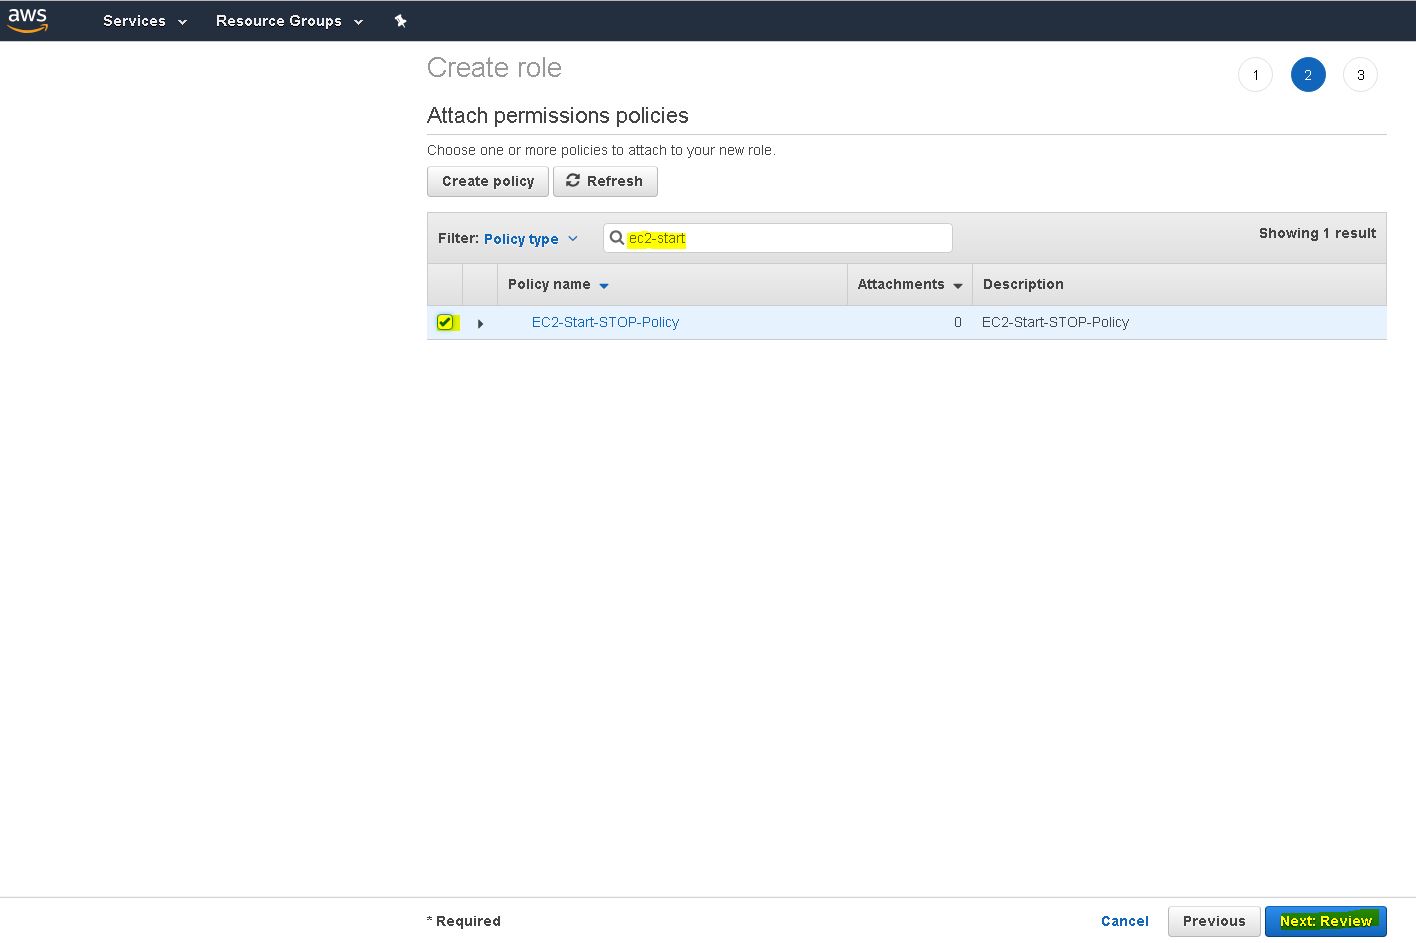 aws Services Resource Groups
Create role
1 2 3
Attach permissions policies
Choose one or more policies to attach to your new role.
Create policy Refresh
Filter: Policy type ec2-start Showing 1 result
Policy name Attachments Description
EC2-Start-STOP-Policy 0 EC2-Start-STOP-Policy
* Required Cancel Previous Next: Review